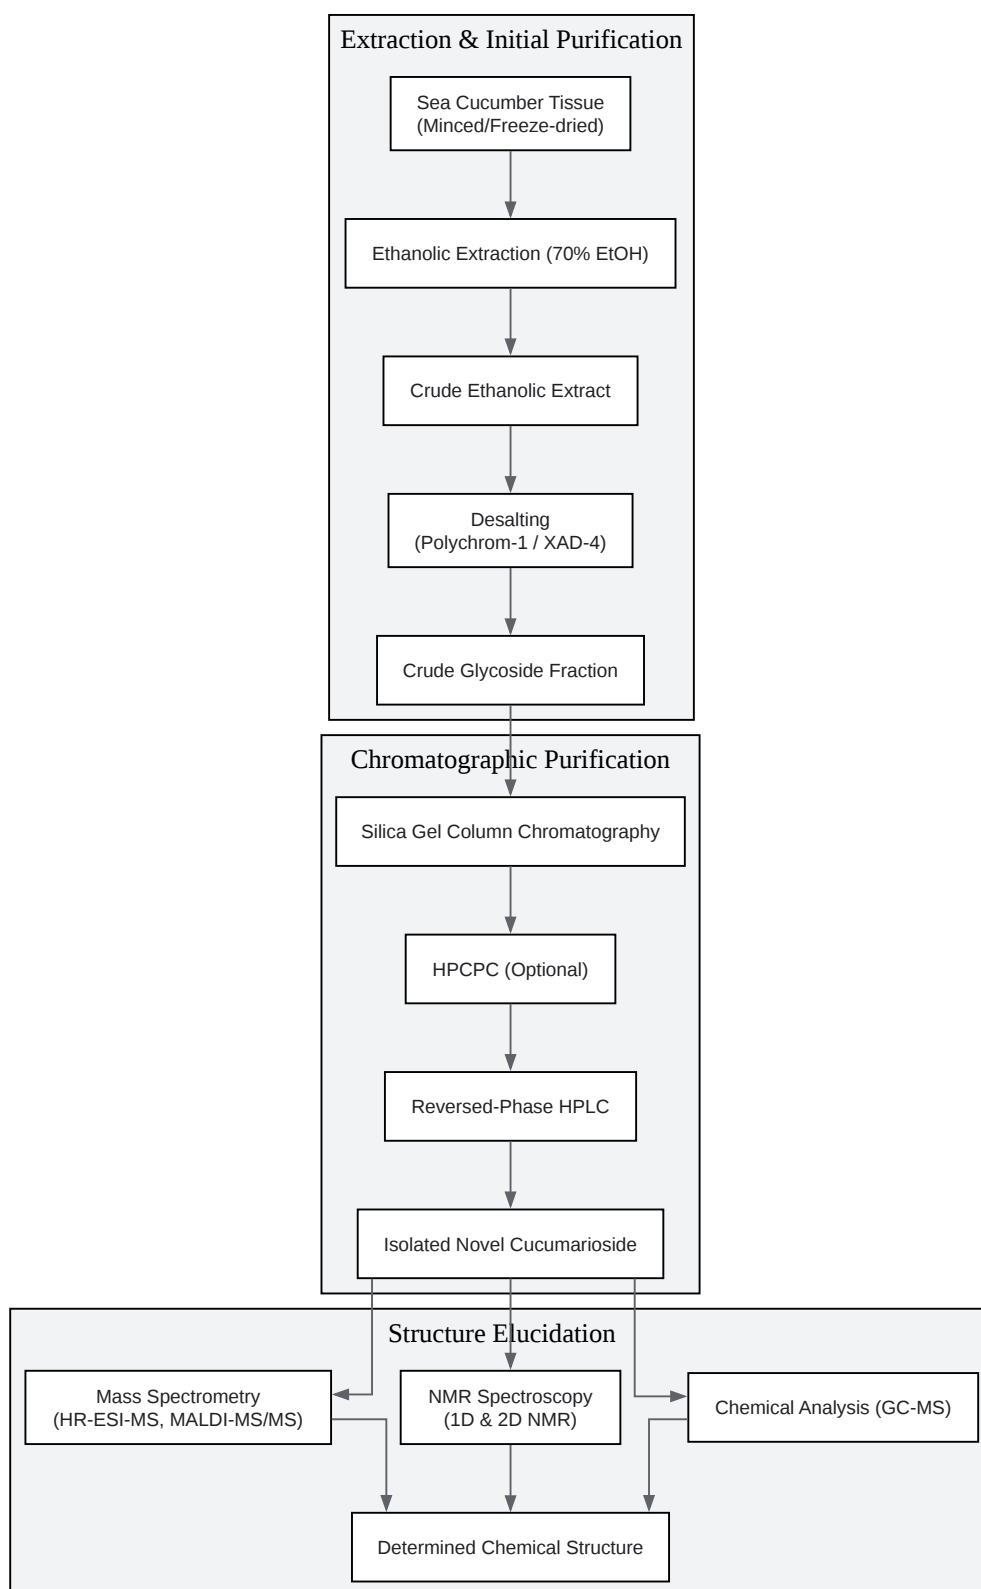 Extraction & Initial Purification
Sea Cucumber Tissue
(Minced/Freeze-dried)
Ethanolic Extraction (70% EtOH)
Crude Ethanolic Extract
Desalting
(Polychrom-1 / XAD-4)
Crude Glycoside Fraction
Chromatographic Purification
Silica Gel Column Chromatography
HPCPC (Optional)
Reversed-Phase HPLC
Isolated Novel Cucumarioside
Structure Elucidation
Mass Spectrometry
(HR-ESI-MS, MALDI-MS/MS)
NMR Spectroscopy
(1D & 2D NMR)
Chemical Analysis (GC-MS)
Determined Chemical Structure